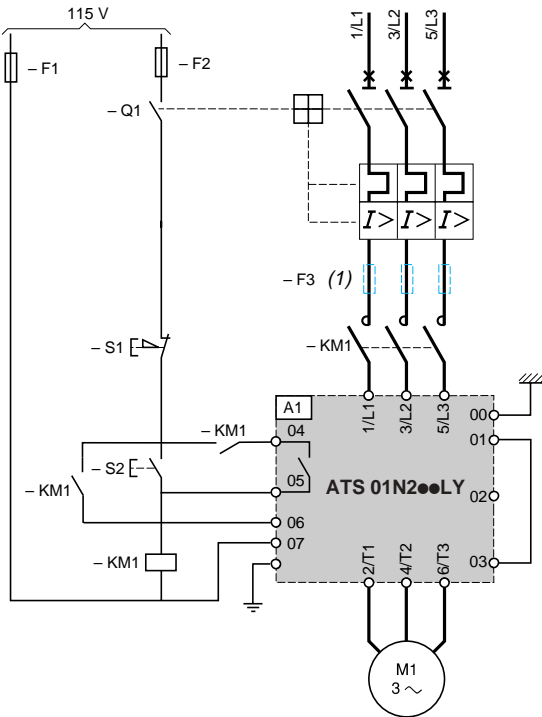 115 V
– F1
– F2
– Q1
1/L1
3/L2
5/L3
I>
I>
I>
– F3 (1)
– S1
– KM1
A1
1/L1
3/L2
5/L3
00
04
01
– KM1
– S2
05
ATS 01N2●●LY
02
– KM1
06
07
– KM1
2/T1
4/T2
6/T3
03
M1
3 ~